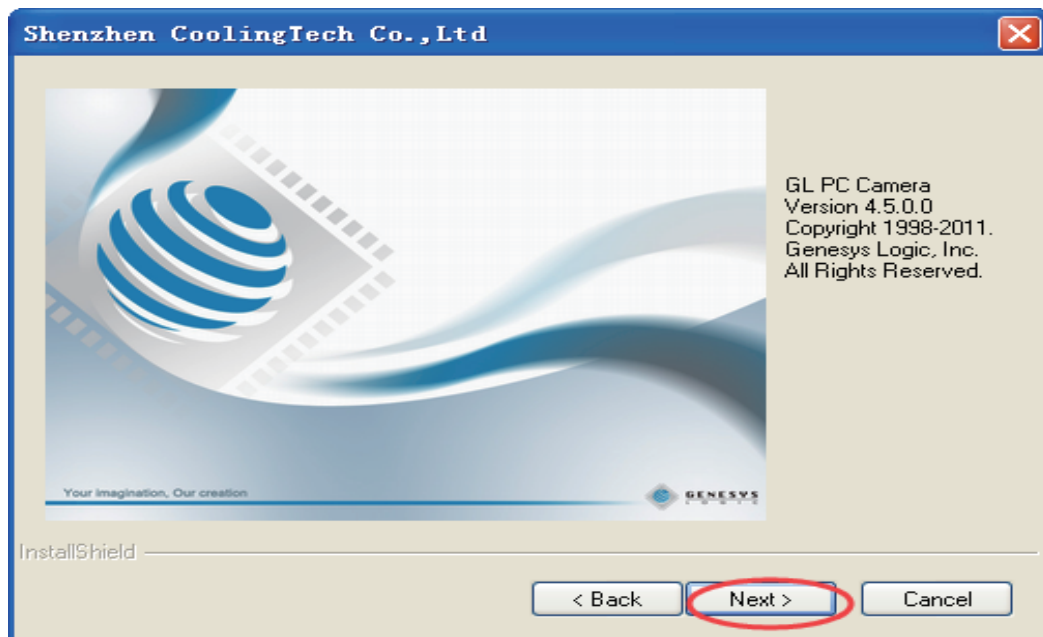 Shenzhen CoolingTech Co.,Ltd
GL PC Camera
Version 4.5.0.0
Copyright 1998-2011.
Genesys Logic, Inc.
All Rights Reserved.
Your imagination, Our creation
GENESYS
LOGIC
InstallShield
< Back
Next >
Cancel